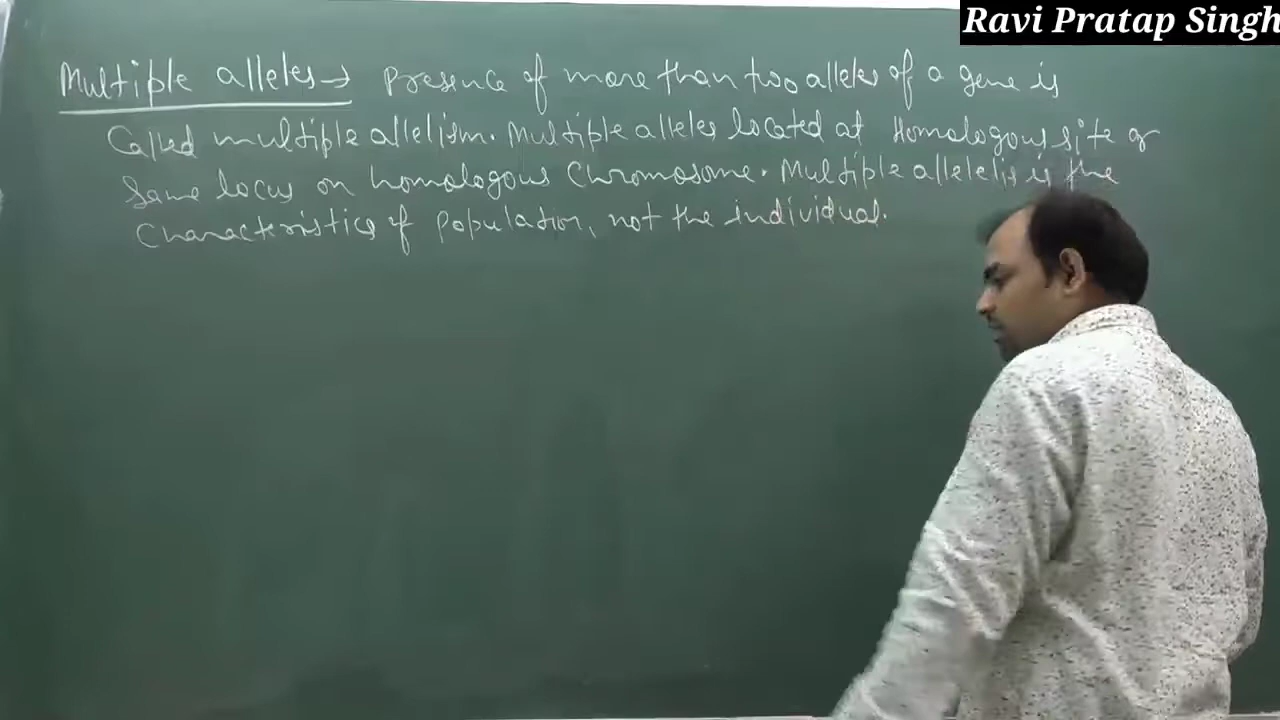 Ravi Pratap Singh
Multiple alleles → Presence of more than two alleles of a gene is
Called multiple allelism. Multiple alleles located at Homologous site or
Same locus on homologous Chromosome. Multiple is the
Characteristics of Population, not the individual.